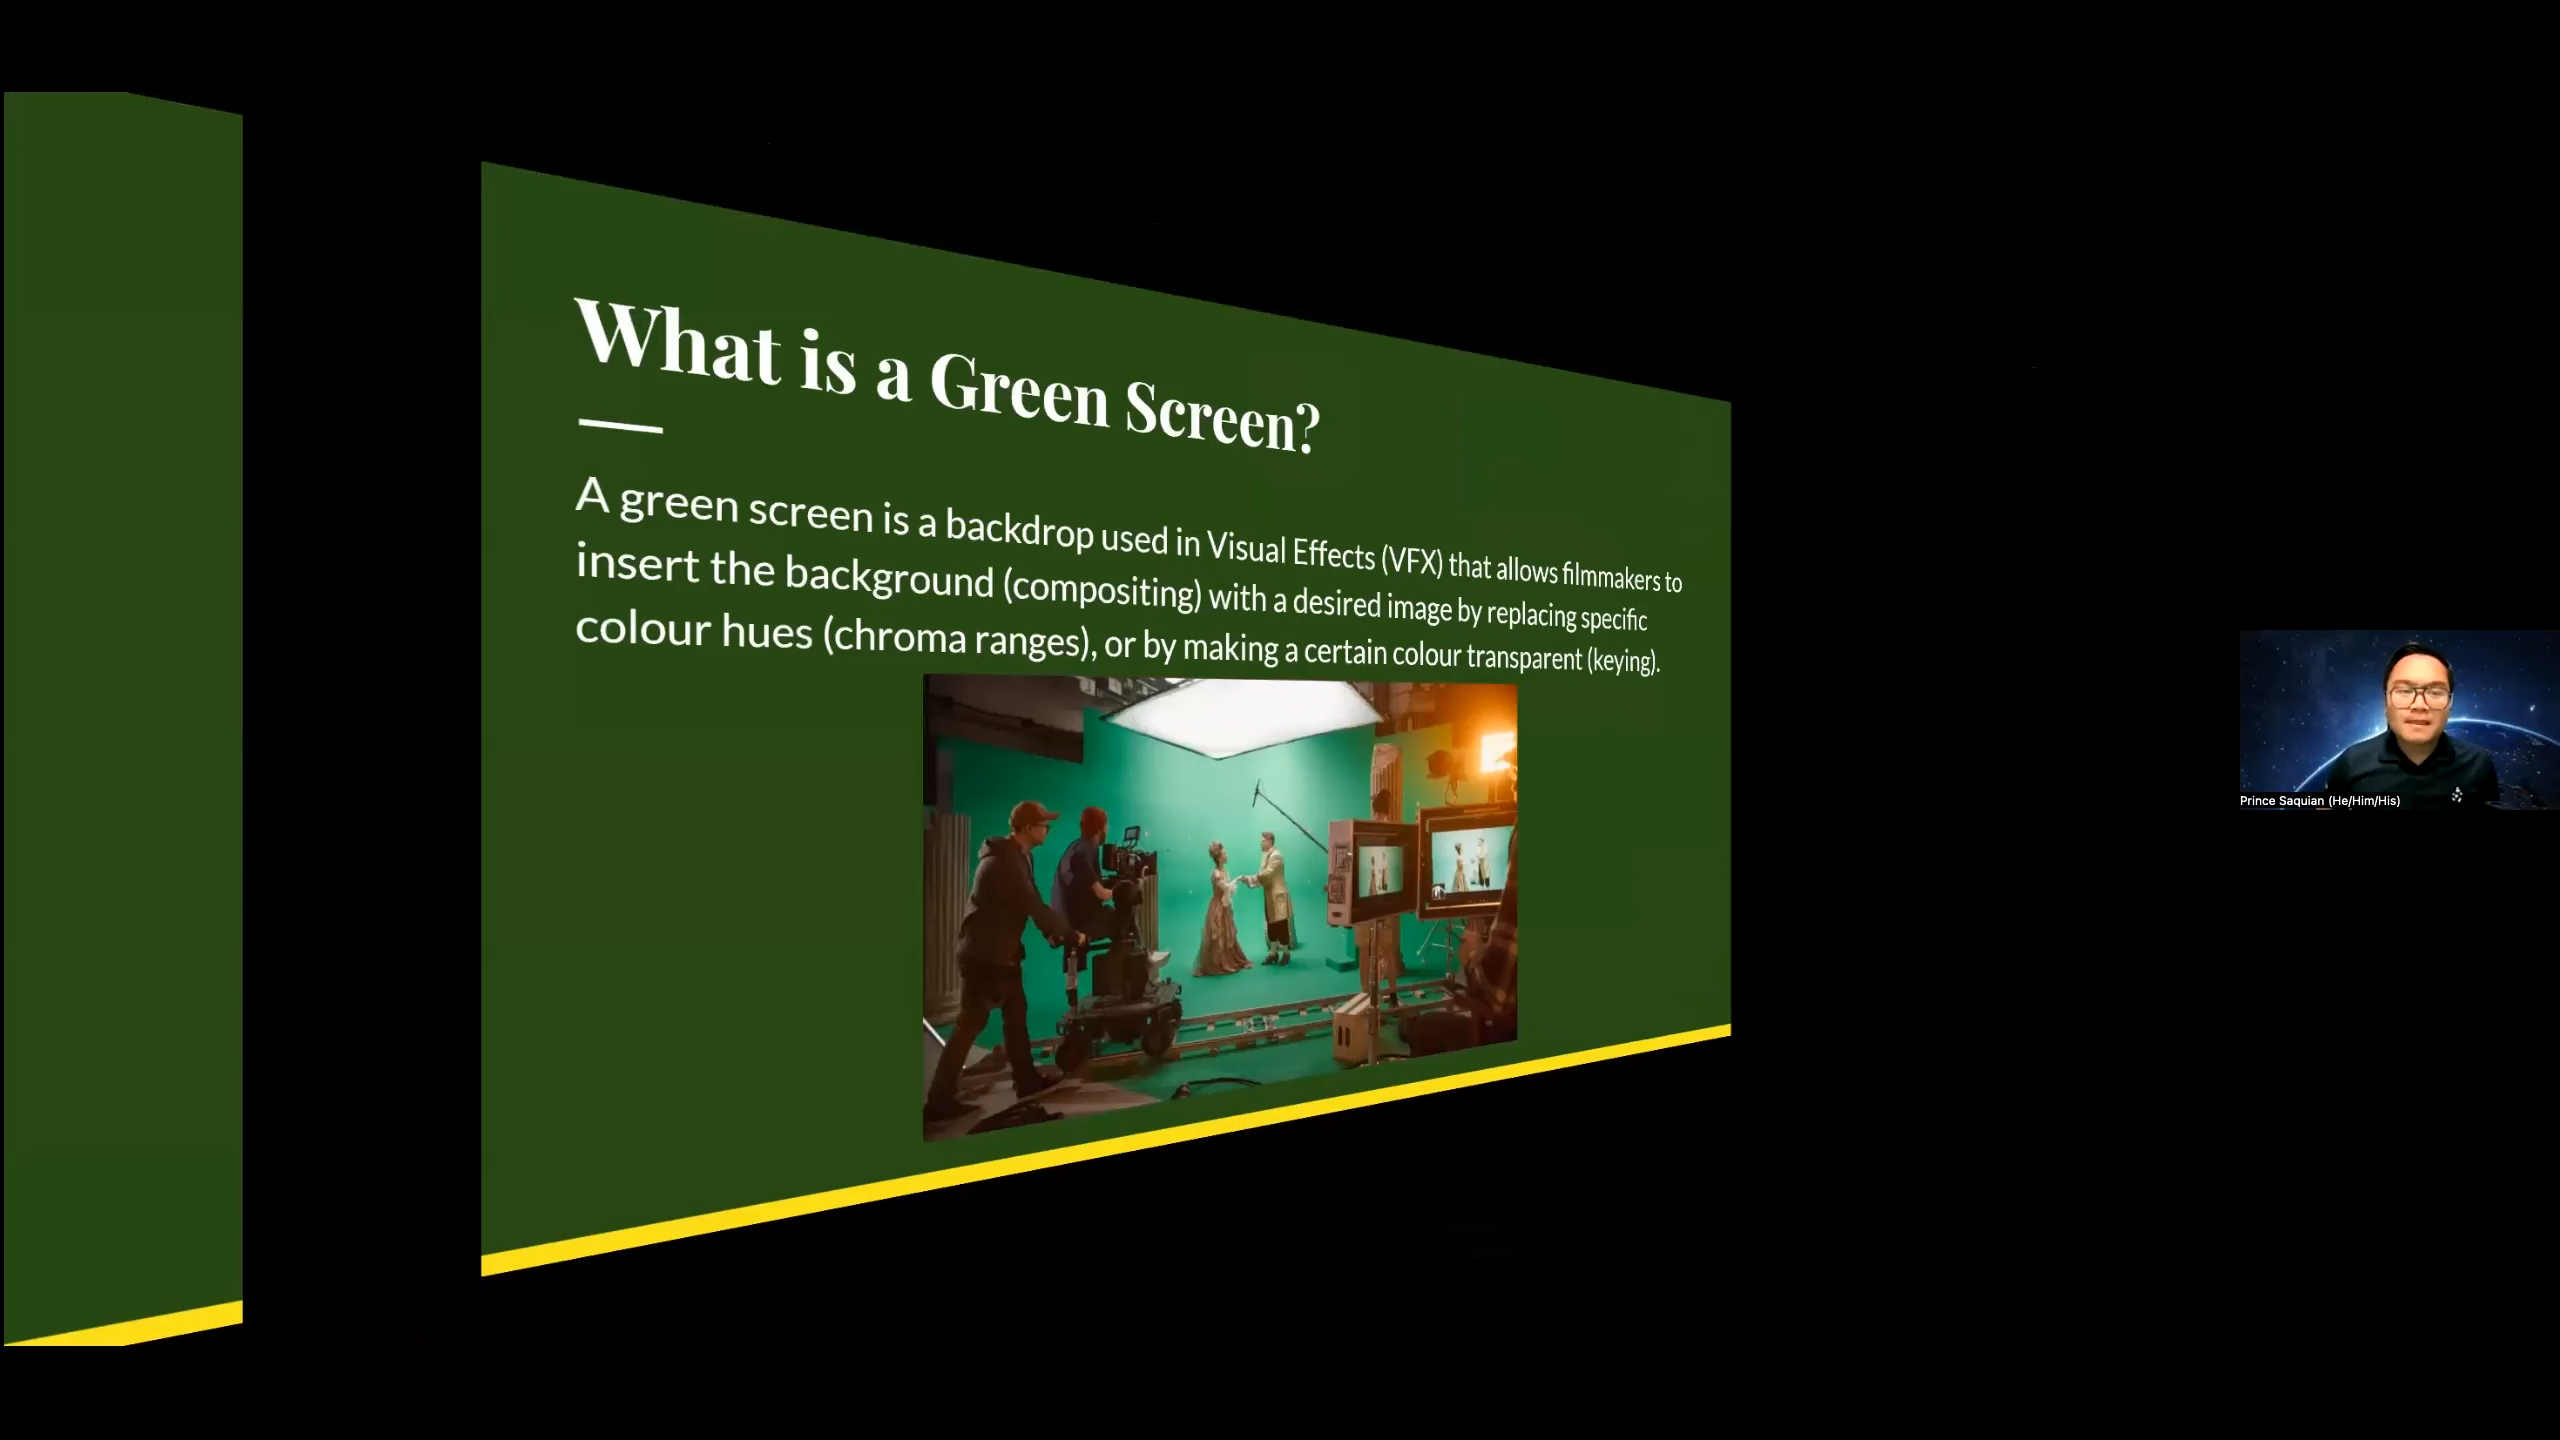 What is a Green Screen?
A green screen is a backdrop used in Visual Effects (VFX) that allows filmmakers to
insert the background (compositing) with a desired image by replacing specific
colour hues (chroma ranges), or by making a certain colour transparent (keying).
Prince Saquian (He/Him/His)